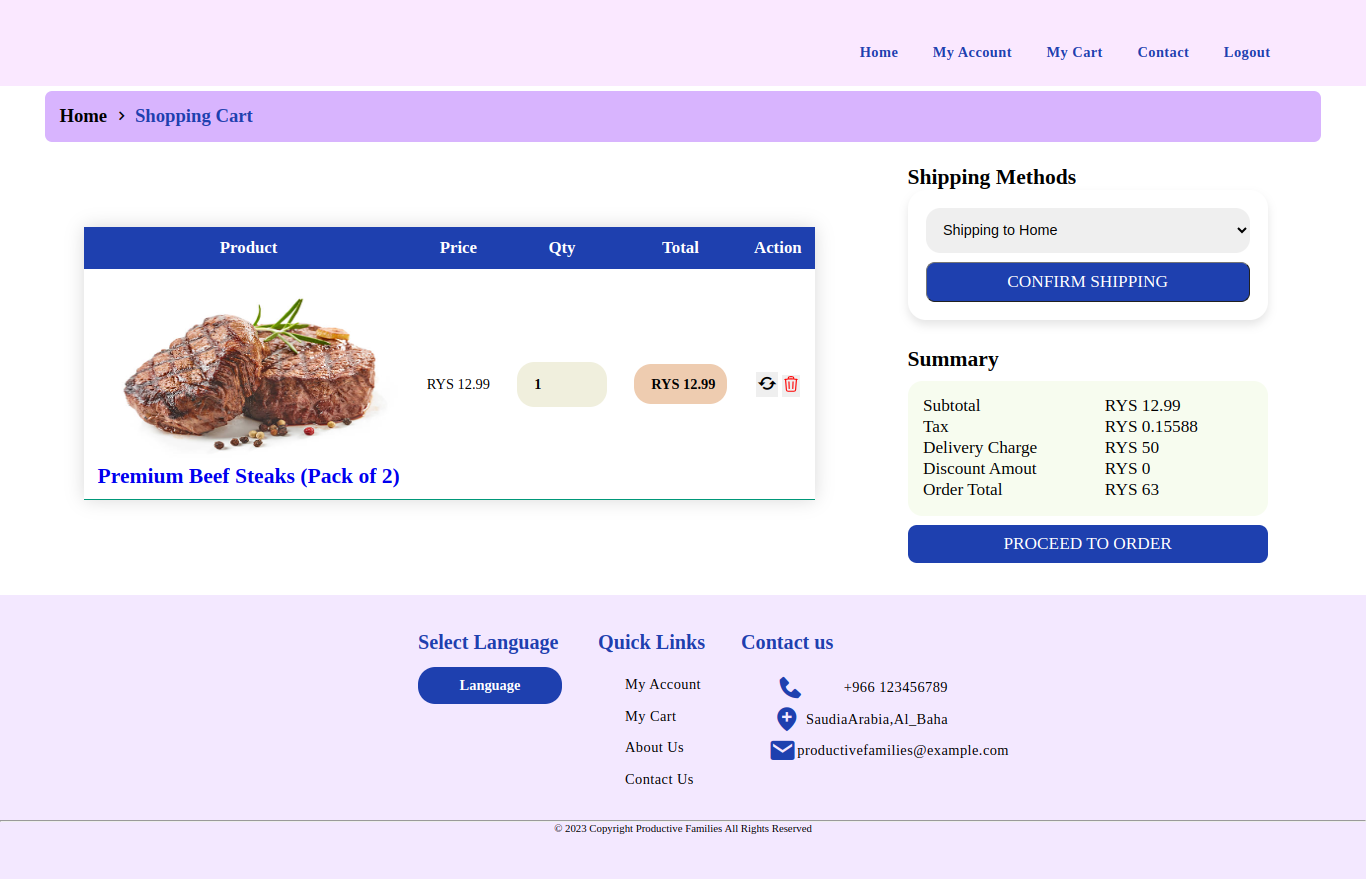 Home My Account My Cart Contact Logout
Home > Shopping Cart
Shipping Methods
Shipping to Home
CONFIRM SHIPPING
Product Price Qty Total Action
RYS 12.99 1 RYS 12.99
Premium Beef Steaks (Pack of 2)
Summary
Subtotal RYS 12.99
Tax RYS 0.15588
Delivery Charge RYS 50
Discount Amout RYS 0
Order Total RYS 63
PROCEED TO ORDER
Select Language
Language
Quick Links
My Account
My Cart
About Us
Contact Us
Contact us
+966 123456789
SaudiaArabia,Al_Baha
productivefamilies@example.com
© 2023 Copyright Productive Families All Rights Reserved